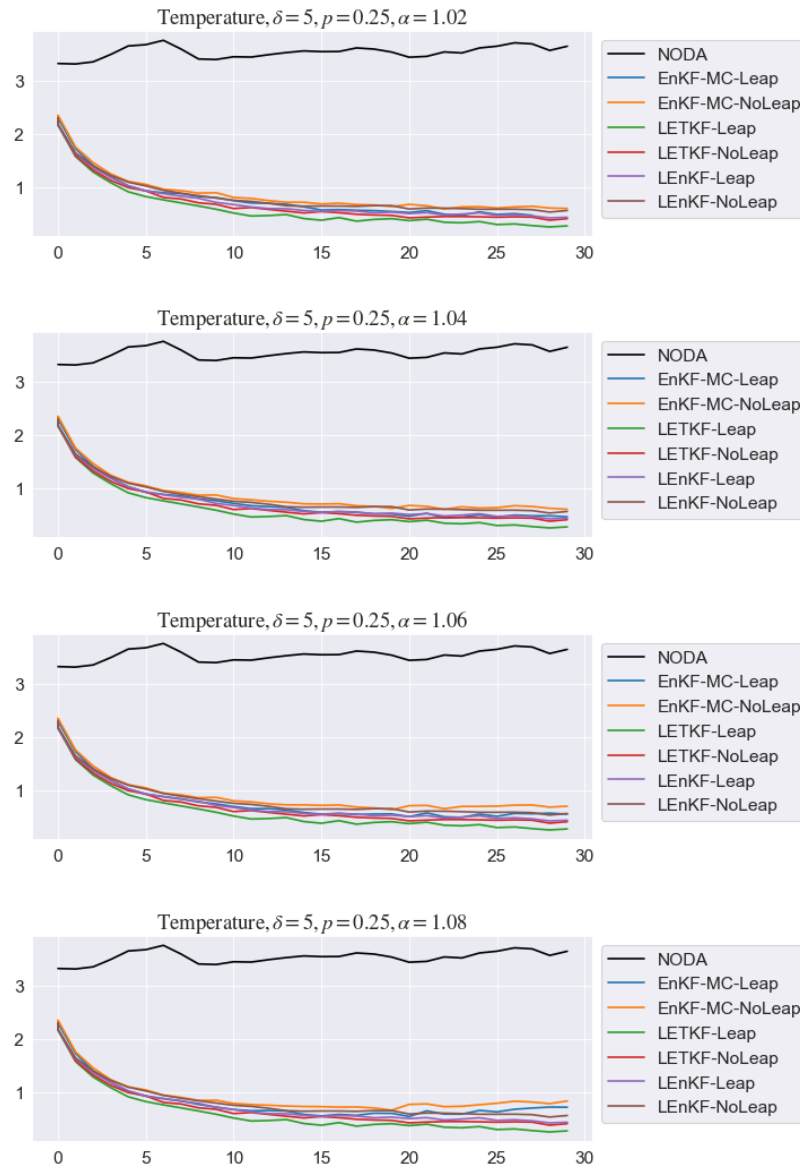 Temperature, δ = 5, p = 0.25, α = 1.02
3
2
1
0 5 10 15 20 25 30
NODA
EnKF-MC-Leap
EnKF-MC-NoLeap
LETKF-Leap
LETKF-NoLeap
LEnKF-Leap
LEnKF-NoLeap
Temperature, δ = 5, p = 0.25, α = 1.04
3
2
1
0 5 10 15 20 25 30
NODA
EnKF-MC-Leap
EnKF-MC-NoLeap
LETKF-Leap
LETKF-NoLeap
LEnKF-Leap
LEnKF-NoLeap
Temperature, δ = 5, p = 0.25, α = 1.06
3
2
1
0 5 10 15 20 25 30
NODA
EnKF-MC-Leap
EnKF-MC-NoLeap
LETKF-Leap
LETKF-NoLeap
LEnKF-Leap
LEnKF-NoLeap
Temperature, δ = 5, p = 0.25, α = 1.08
3
2
1
0 5 10 15 20 25 30
NODA
EnKF-MC-Leap
EnKF-MC-NoLeap
LETKF-Leap
LETKF-NoLeap
LEnKF-Leap
LEnKF-NoLeap